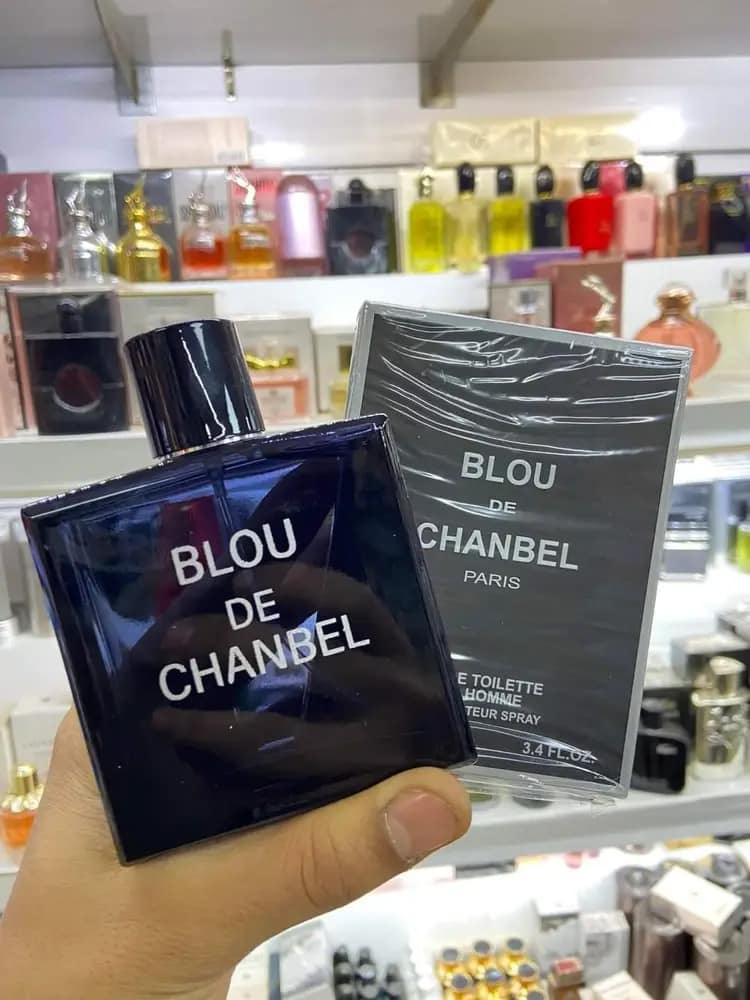 BLOU
DE
CHANBEL
BLOU
DE
CHANBEL
PARIS
E TOILETTE
HOMME
TEUR SPRAY
3.4 FL.OZ.